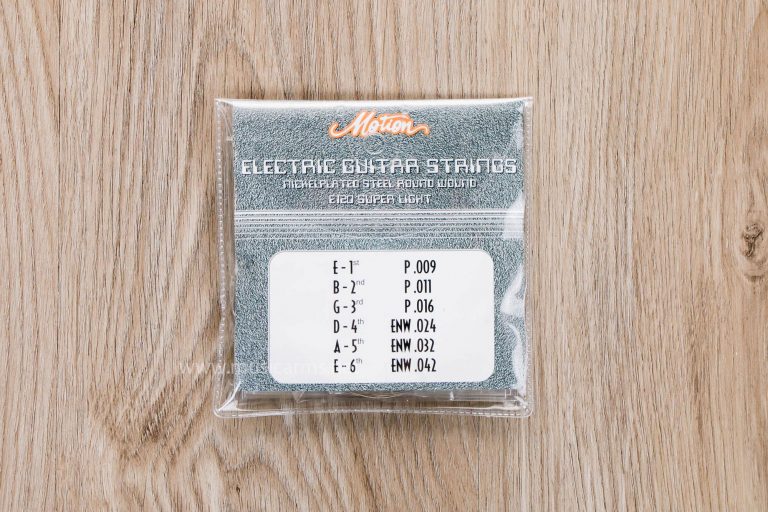 Motion
ELECTRIC GUITAR STRINGS
NICKELPLATED STEEL ROUND WOUND
E120 SUPER LIGHT
E - 1st P .009
B - 2nd P .011
G - 3rd P .016
D - 4th ENW .024
A - 5th ENW .032
E - 6th ENW .042